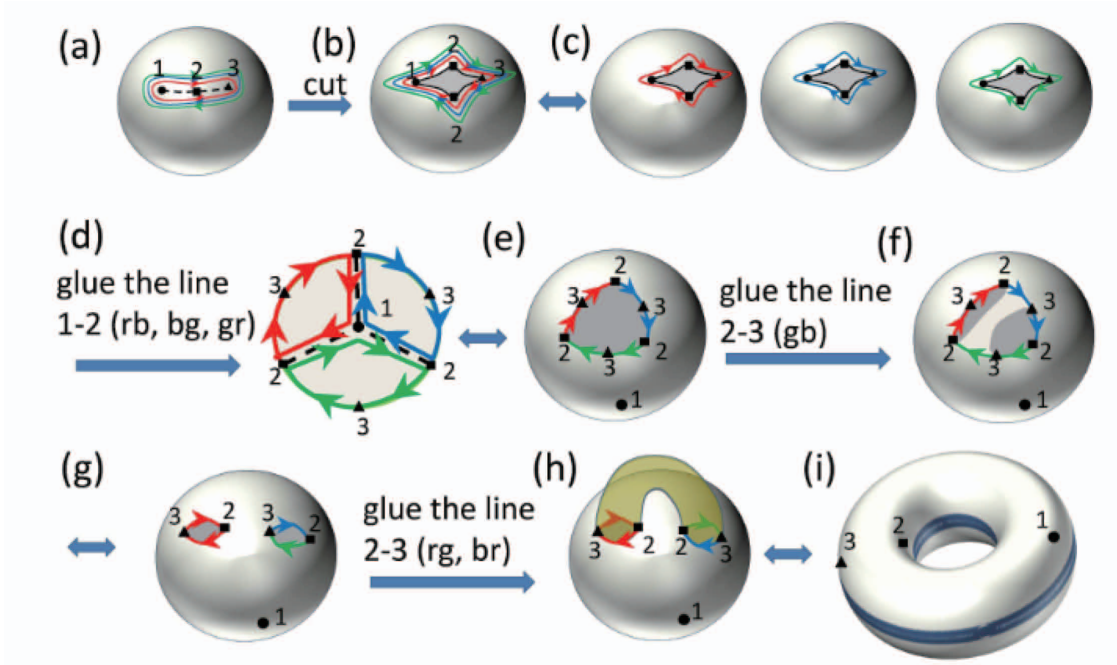 (a)
1 2 3
(b)
cut
2
1 3
2
(c)
(d)
glue the line
1-2 (rb, bg, gr)
2
3 3
1
2 2
3
(e)
2
3 3
2 2
3
1
glue the line
2-3 (gb)
(f)
2
3 3
2 2
3
1
(g)
3 2 3 2
1
glue the line
2-3 (rg, br)
(h)
3 2 2 3
1
(i)
3 2 1